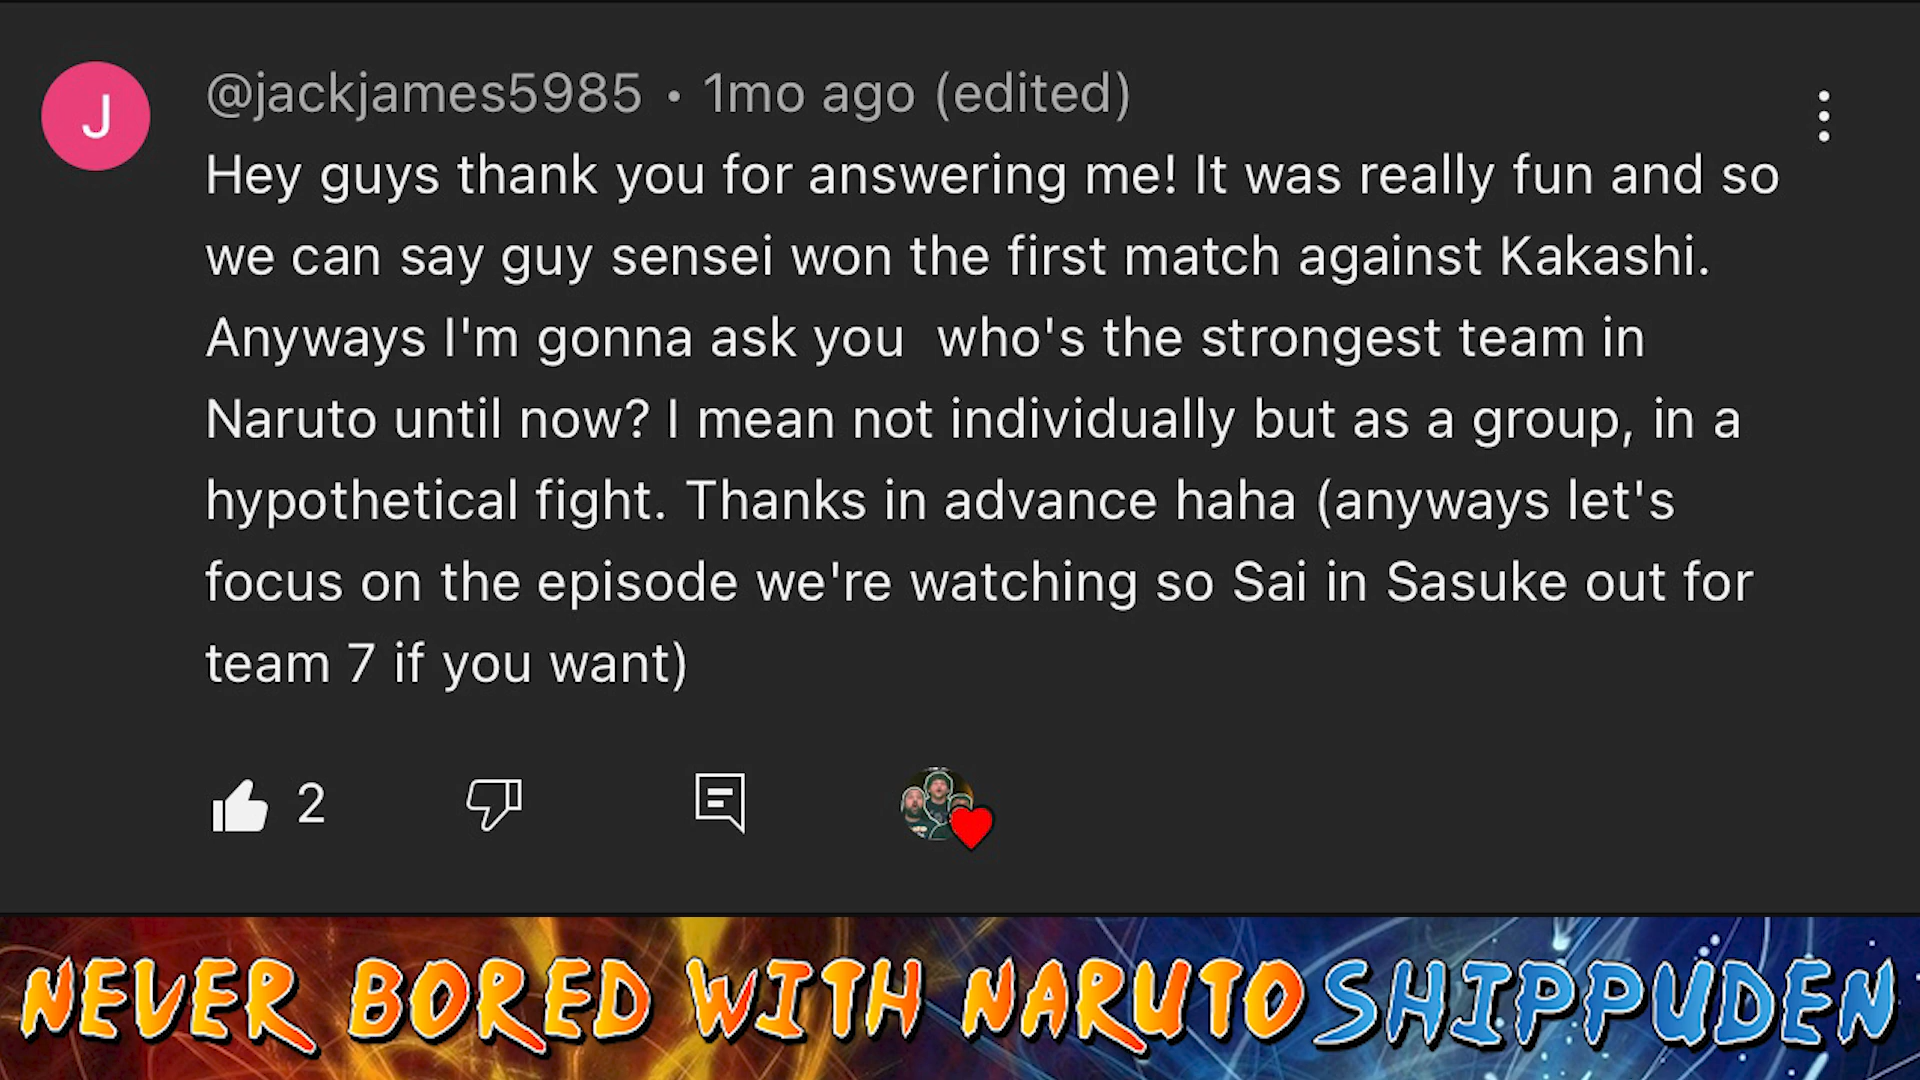 J
@jackjames5985 • 1mo ago (edited)
Hey guys thank you for answering me! It was really fun and so
we can say guy sensei won the first match against Kakashi.
Anyways I'm gonna ask you  who's the strongest team in
Naruto until now? I mean not individually but as a group, in a
hypothetical fight. Thanks in advance haha (anyways let's
focus on the episode we're watching so Sai in Sasuke out for
team 7 if you want)
2
NEVER BORED WITH NARUTO SHIPPUDEN